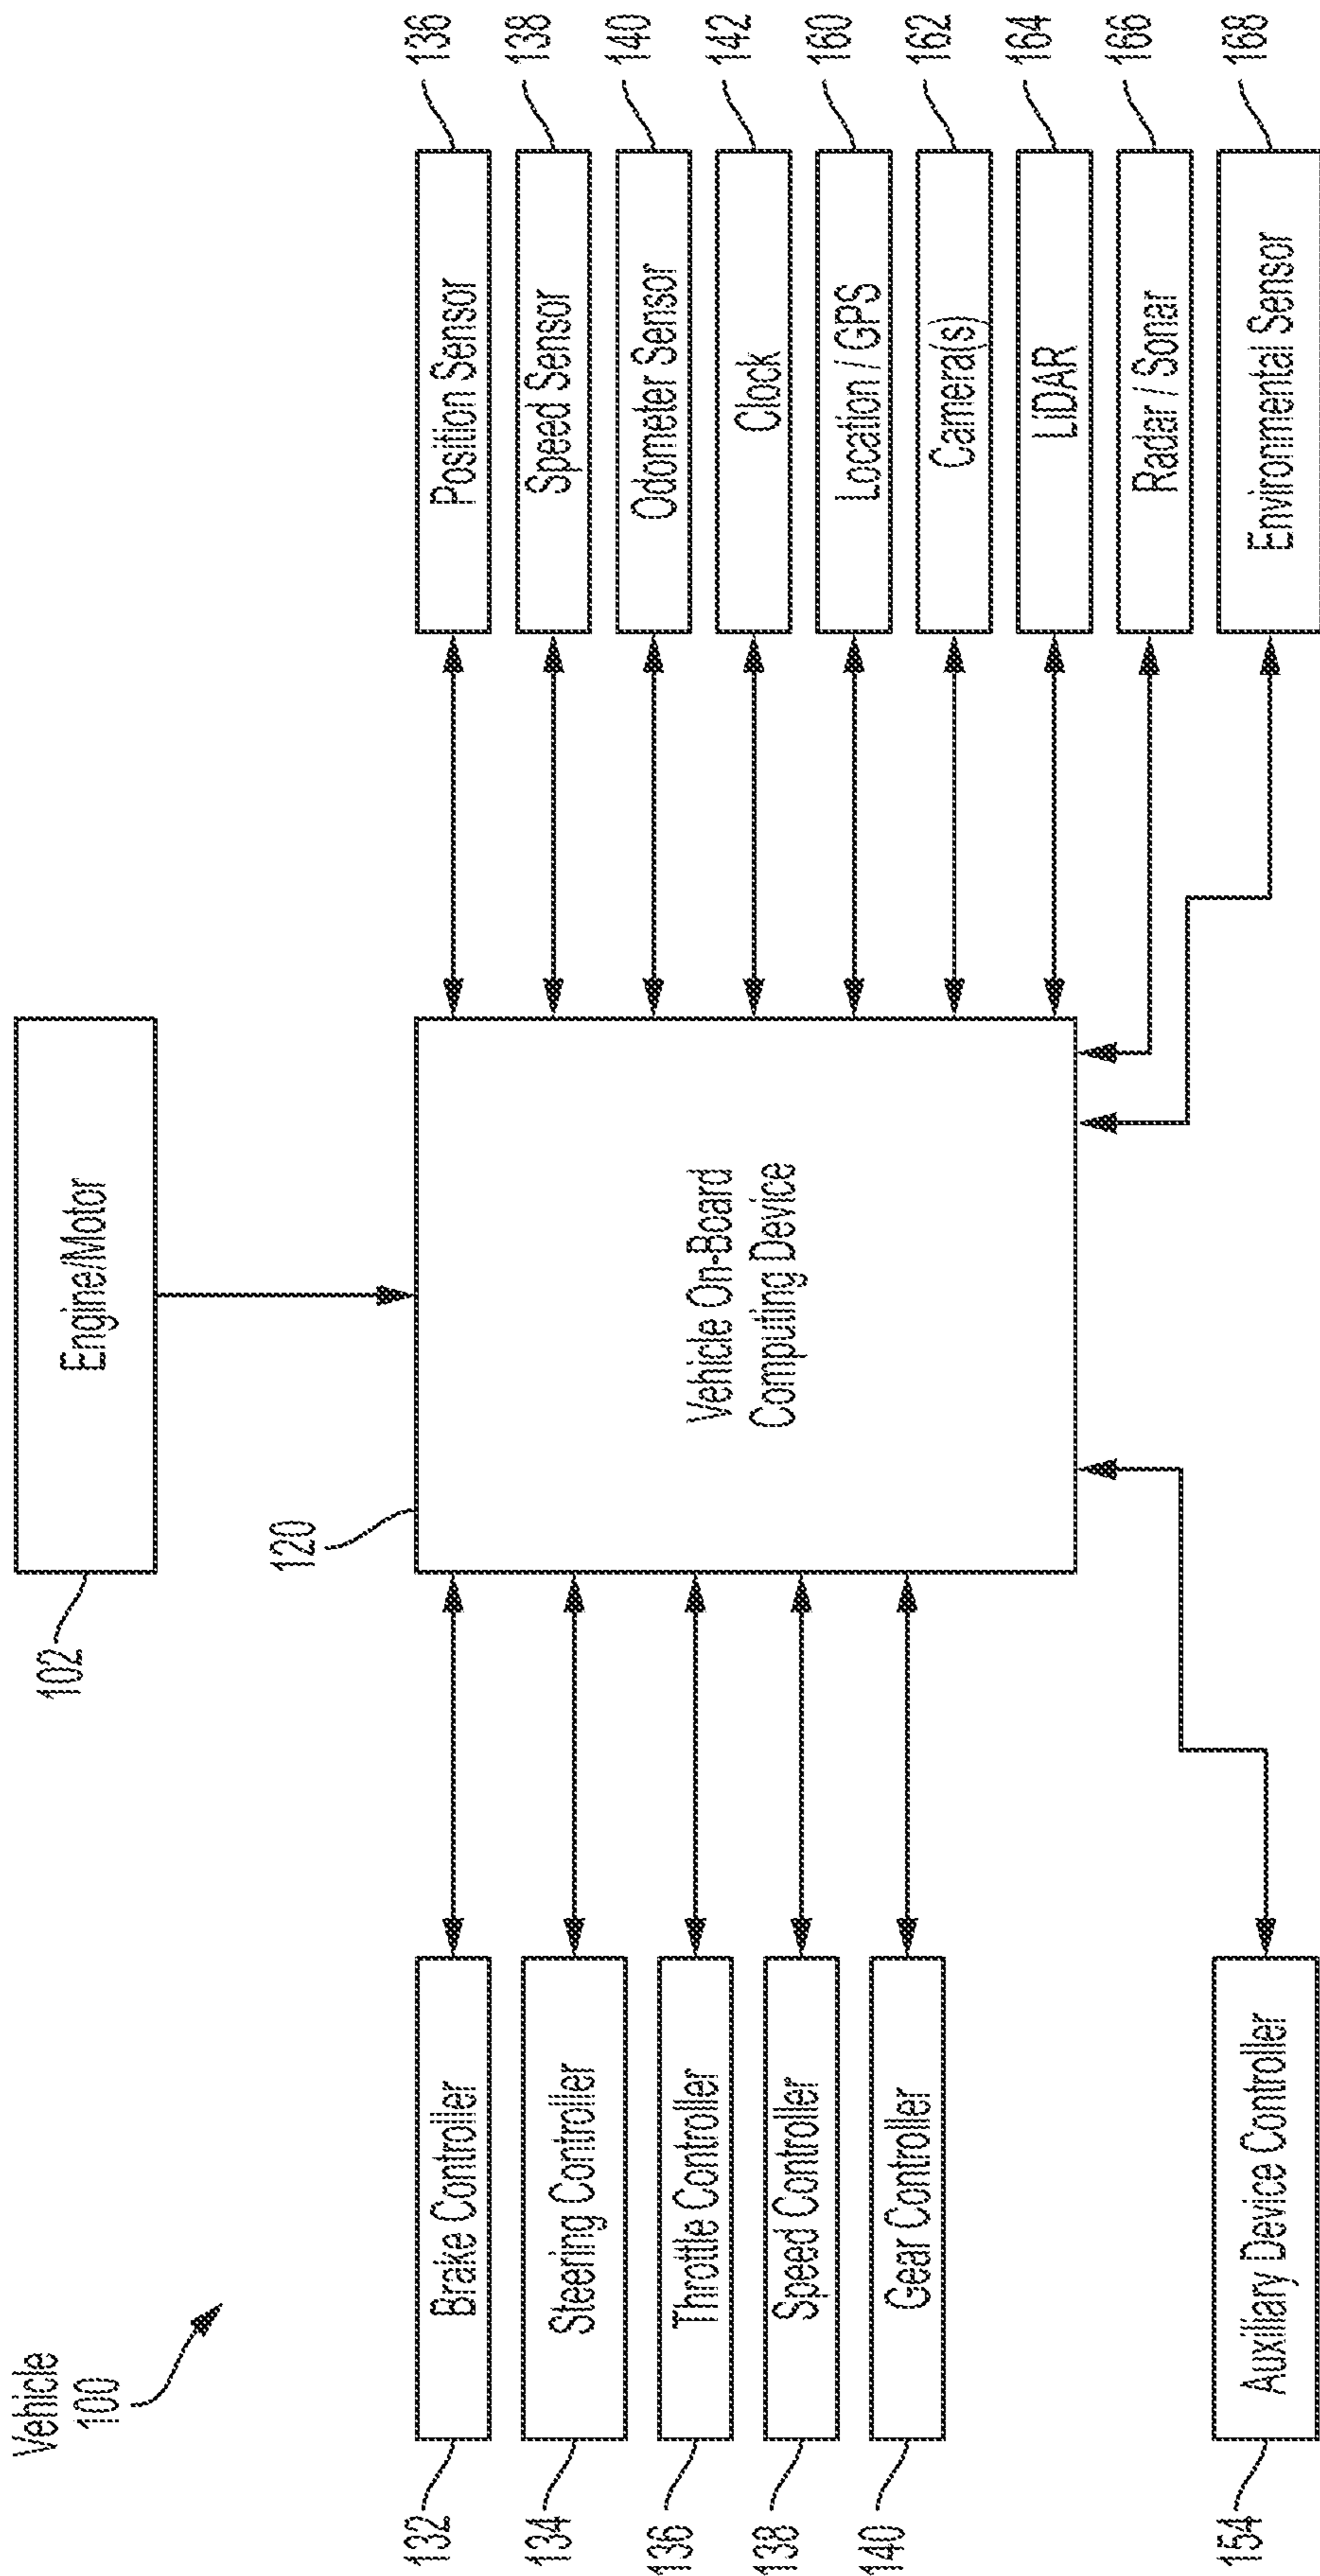 Vehicle
100
Engine/Motor
102
120
Vehicle On-Board
Computing Device
132
Brake Controller
134
Steering Controller
136
Throttle Controller
138
Speed Controller
140
Gear Controller
154
Auxiliary Device Controller
Position Sensor
136
Speed Sensor
138
Odometer Sensor
140
Clock
142
Location / GPS
160
Camera(s)
162
LiDAR
164
Radar / Sonar
166
Environmental Sensor
168